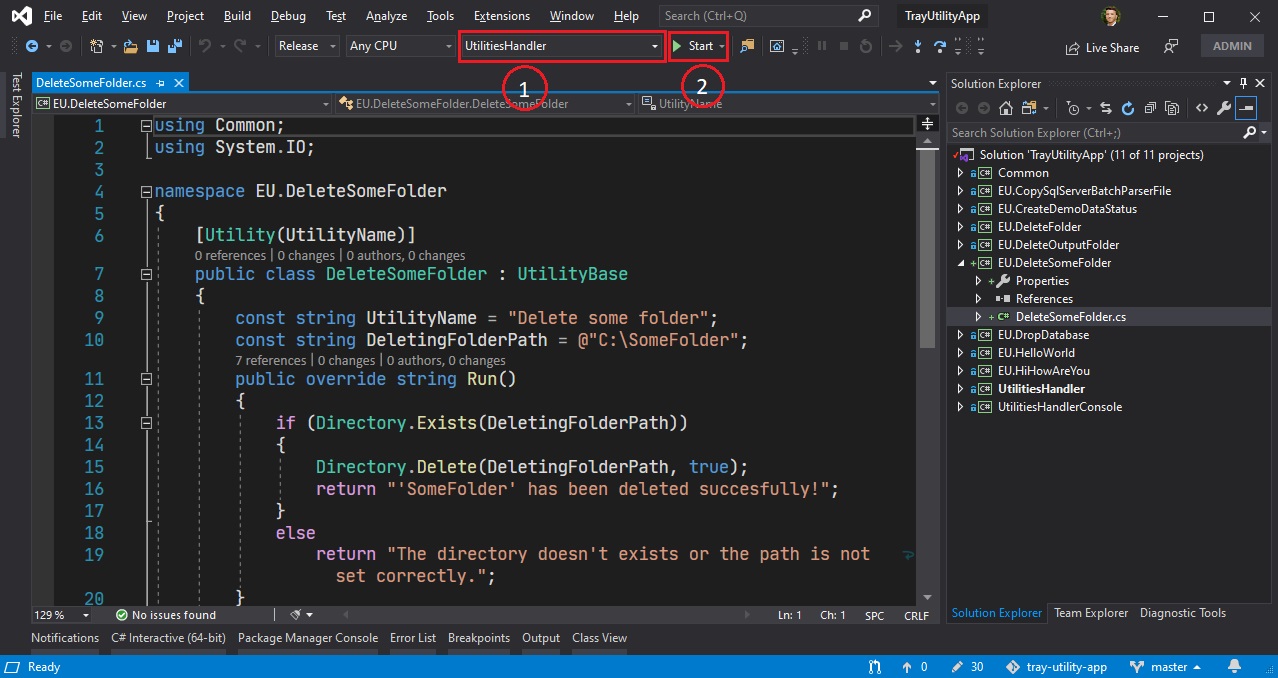 File Edit View Project Build Debug Test Analyze Tools Extensions Window Help Search (Ctrl+Q) TrayUtilityApp
Release Any CPU UtilitiesHandler Start Live Share ADMIN
1 2
Test Explorer
DeleteSomeFolder.cs
EU.DeleteSomeFolder EU.DeleteSomeFolder.DeleteSomeFolder UtilityName
1 using Common;
2 using System.IO;
3
4 namespace EU.DeleteSomeFolder
5 {
6 [Utility(UtilityName)]
0 references | 0 changes | 0 authors, 0 changes
7 public class DeleteSomeFolder : UtilityBase
8 {
9 const string UtilityName = "Delete some folder";
10 const string DeletingFolderPath = @"C:\SomeFolder";
7 references | 0 changes | 0 authors, 0 changes
11 public override string Run()
12 {
13 if (Directory.Exists(DeletingFolderPath))
14 {
15 Directory.Delete(DeletingFolderPath, true);
16 return "'SomeFolder' has been deleted succesfully!";
17 }
18 else
19 return "The directory doesn't exists or the path is not
set correctly.";
20 }
129 % No issues found Ln: 1 Ch: 1 SPC CRLF
Solution Explorer
Search Solution Explorer (Ctrl+;)
Solution 'TrayUtilityApp' (11 of 11 projects)
C# Common
C# EU.CopySqlServerBatchParserFile
C# EU.CreateDemoDataStatus
C# EU.DeleteFolder
C# EU.DeleteOutputFolder
C# EU.DeleteSomeFolder
Properties
References
C# DeleteSomeFolder.cs
C# EU.DropDatabase
C# EU.HelloWorld
C# EU.HiHowAreYou
C# UtilitiesHandler
C# UtilitiesHandlerConsole
Solution Explorer Team Explorer Diagnostic Tools
Notifications C# Interactive (64-bit) Package Manager Console Error List Breakpoints Output Class View
Ready 0 30 tray-utility-app master